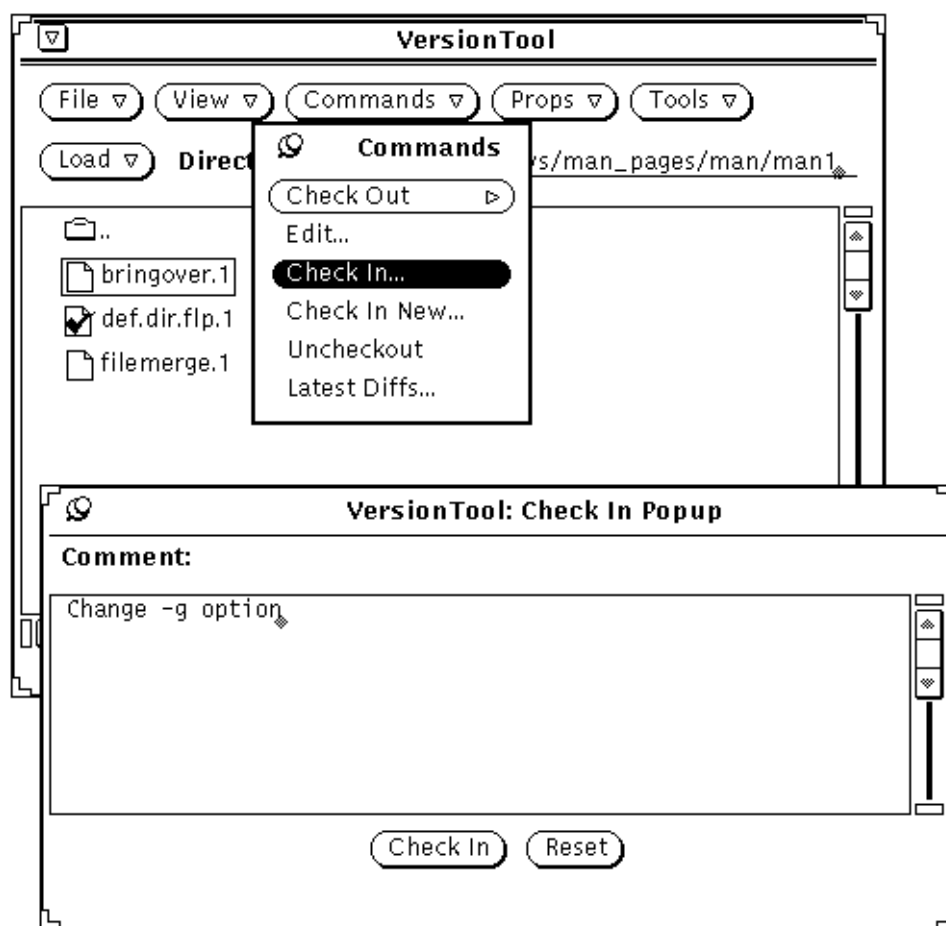 VersionTool
File View Commands Props Tools
Load Direct vs/man_pages/man/man1
Commands
Check Out
Edit...
Check In...
Check In New...
Uncheckout
Latest Diffs...
..
bringover.1
def.dir.flp.1
filemerge.1
VersionTool: Check In Popup
Comment:
Change -g option
Check In Reset